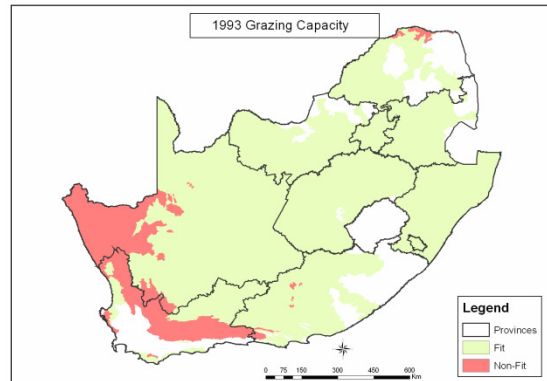 1993 Grazing Capacity
Legend
Provinces
Fit
Non-Fit
0 75 150 300 450 600
Km